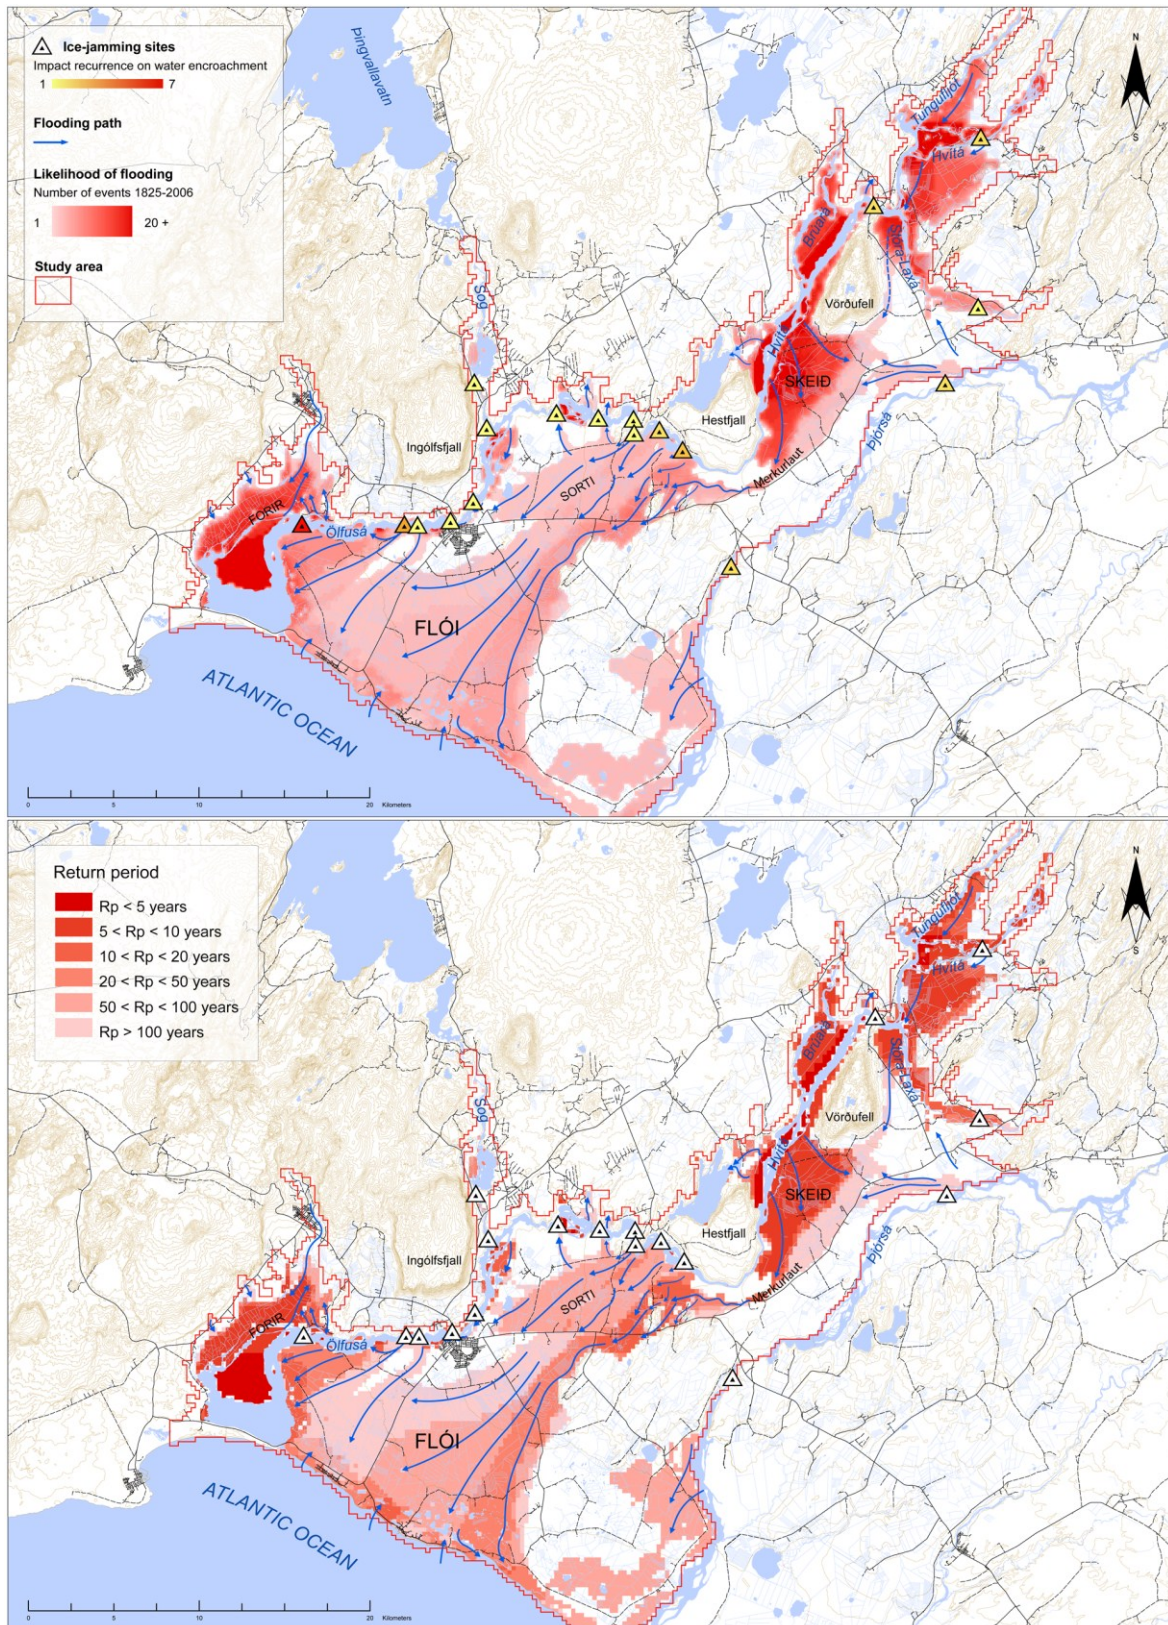 Ice-jamming sites
Impact recurrence on water encroachment
1 7
Flooding path
Likelihood of flooding
Number of events 1825-2006
1 20 +
Study area
Þingvallavatn
N
S
Tungufljót
Hvítá
Brúará
Stóra-Laxá
Sog
Vörðufell
Hvítá
SKEIÐ
Hestfjall
Ingólfsfjall
Þjórsá
SORTI
Merkurlaut
FORIR
Ölfusá
FLÓI
ATLANTIC OCEAN
0 5 10 20 Kilometers
Return period
Rp < 5 years
5 < Rp < 10 years
10 < Rp < 20 years
20 < Rp < 50 years
50 < Rp < 100 years
Rp > 100 years
N
S
Tungufljót
Hvítá
Brúará
Stóra-Laxá
Sog
Vörðufell
Hvítá
SKEIÐ
Hestfjall
Ingólfsfjall
Þjórsá
SORTI
Merkurlaut
FORIR
Ölfusá
FLÓI
ATLANTIC OCEAN
0 5 10 20 Kilometers